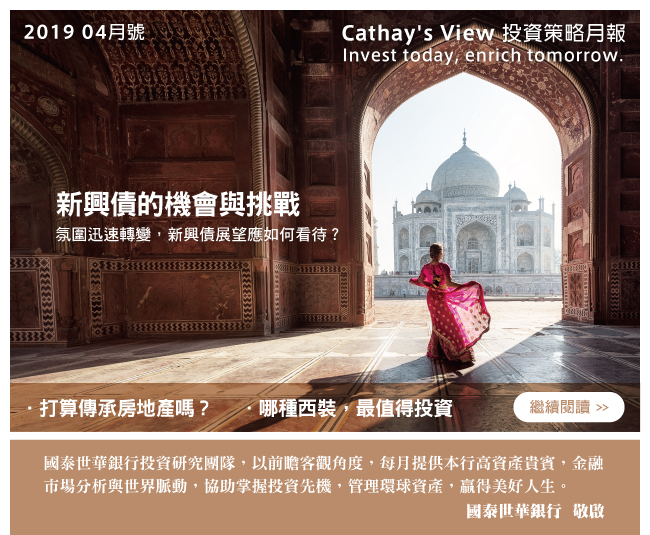 2019 04月號
Cathay's View 投資策略月報
Invest today, enrich tomorrow.
新興債的機會與挑戰
氛圍迅速轉變，新興債展望應如何看待？
· 打算傳承房地產嗎？
· 哪種西裝，最值得投資
繼續閱讀 >>
國泰世華銀行投資研究團隊，以前瞻客觀角度，每月提供本行高資產貴賓，金融
市場分析與世界脈動，協助掌握投資先機，管理環球資產，贏得美好人生。
國泰世華銀行 敬啟